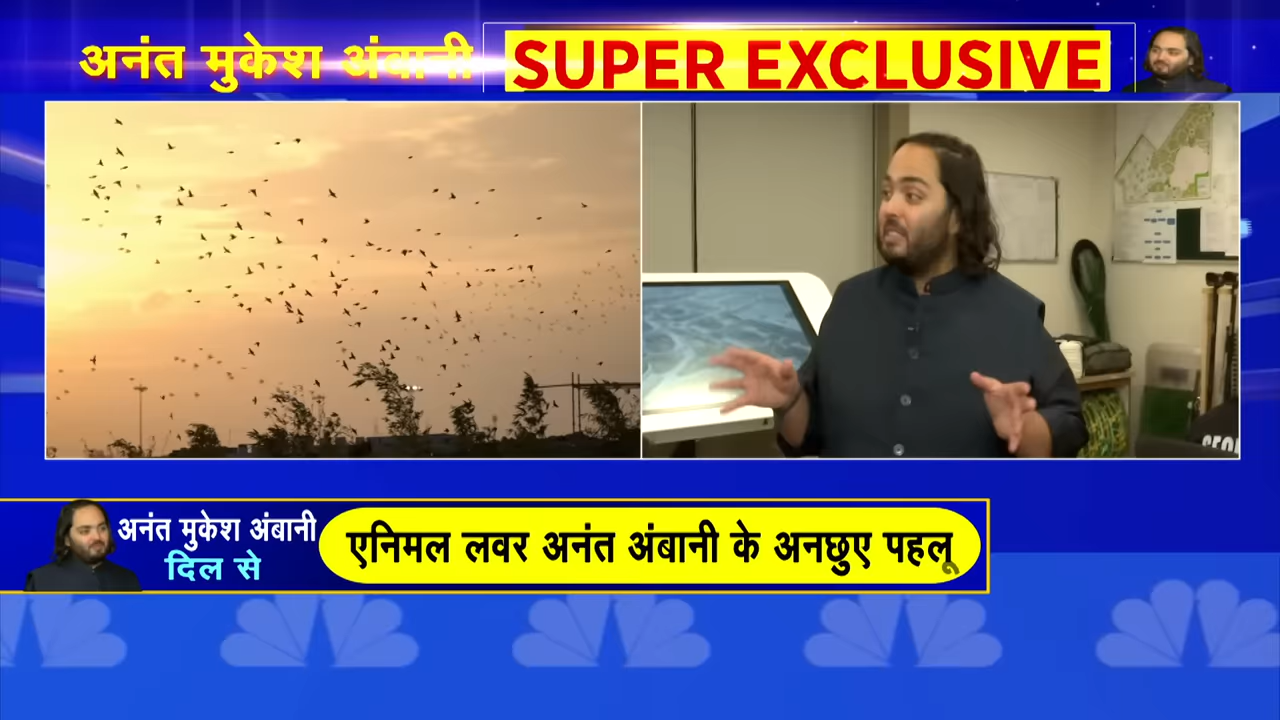 अनंत मुकेश अंबानी
SUPER EXCLUSIVE
अनंत मुकेश अंबानी
दिल से
एनिमल लवर अनंत अंबानी के अनछुए पहलू